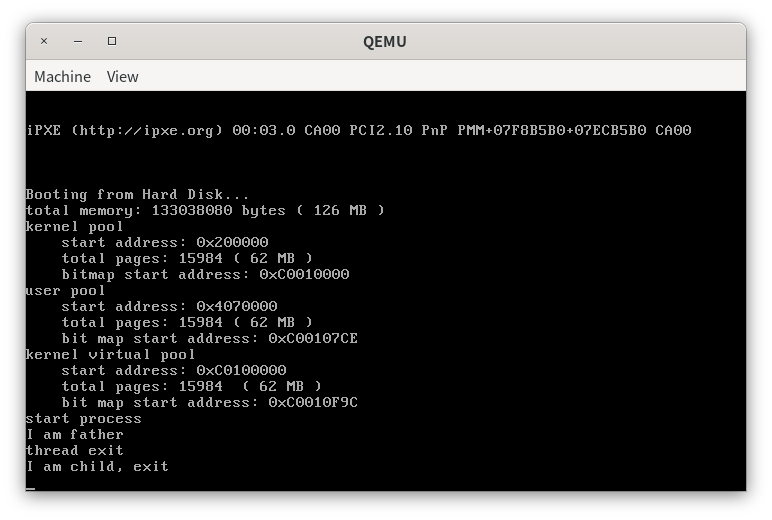 QEMU
Machine View
iPXE (http://ipxe.org) 00:03.0 CA00 PCI2.10 PnP PMM+07F8B5B0+07ECB5B0 CA00
Booting from Hard Disk...
total memory: 133038080 bytes ( 126 MB )
kernel pool
    start address: 0x200000
    total pages: 15984 ( 62 MB )
    bitmap start address: 0xC0010000
user pool
    start address: 0x4070000
    total pages: 15984 ( 62 MB )
    bit map start address: 0xC00107CE
kernel virtual pool
    start address: 0xC0100000
    total pages: 15984  ( 62 MB )
    bit map start address: 0xC0010F9C
start process
I am father
thread exit
I am child, exit
_